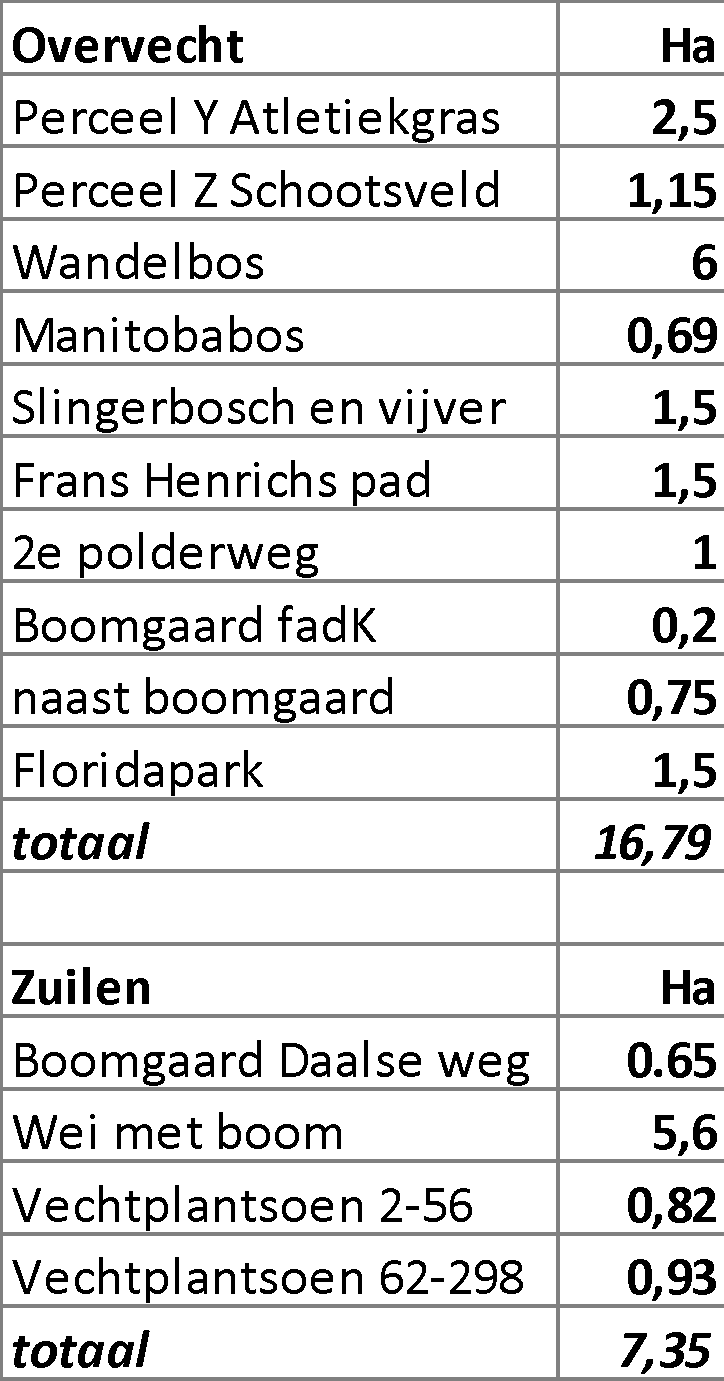 Overvecht Ha
Perceel Y Atletiekgras 2,5
Perceel Z Schootsveld 1,15
Wandelbos 6
Manitobabos 0,69
Slingerbosch en vijver 1,5
Frans Henrichs pad 1,5
2e polderweg 1
Boomgaard fadK 0,2
naast boomgaard 0,75
Floridapark 1,5
totaal 16,79
Zuilen Ha
Boomgaard Daalse weg 0.65
Wei met boom 5,6
Vechtplantsoen 2-56 0,82
Vechtplantsoen 62-298 0,93
totaal 7,35